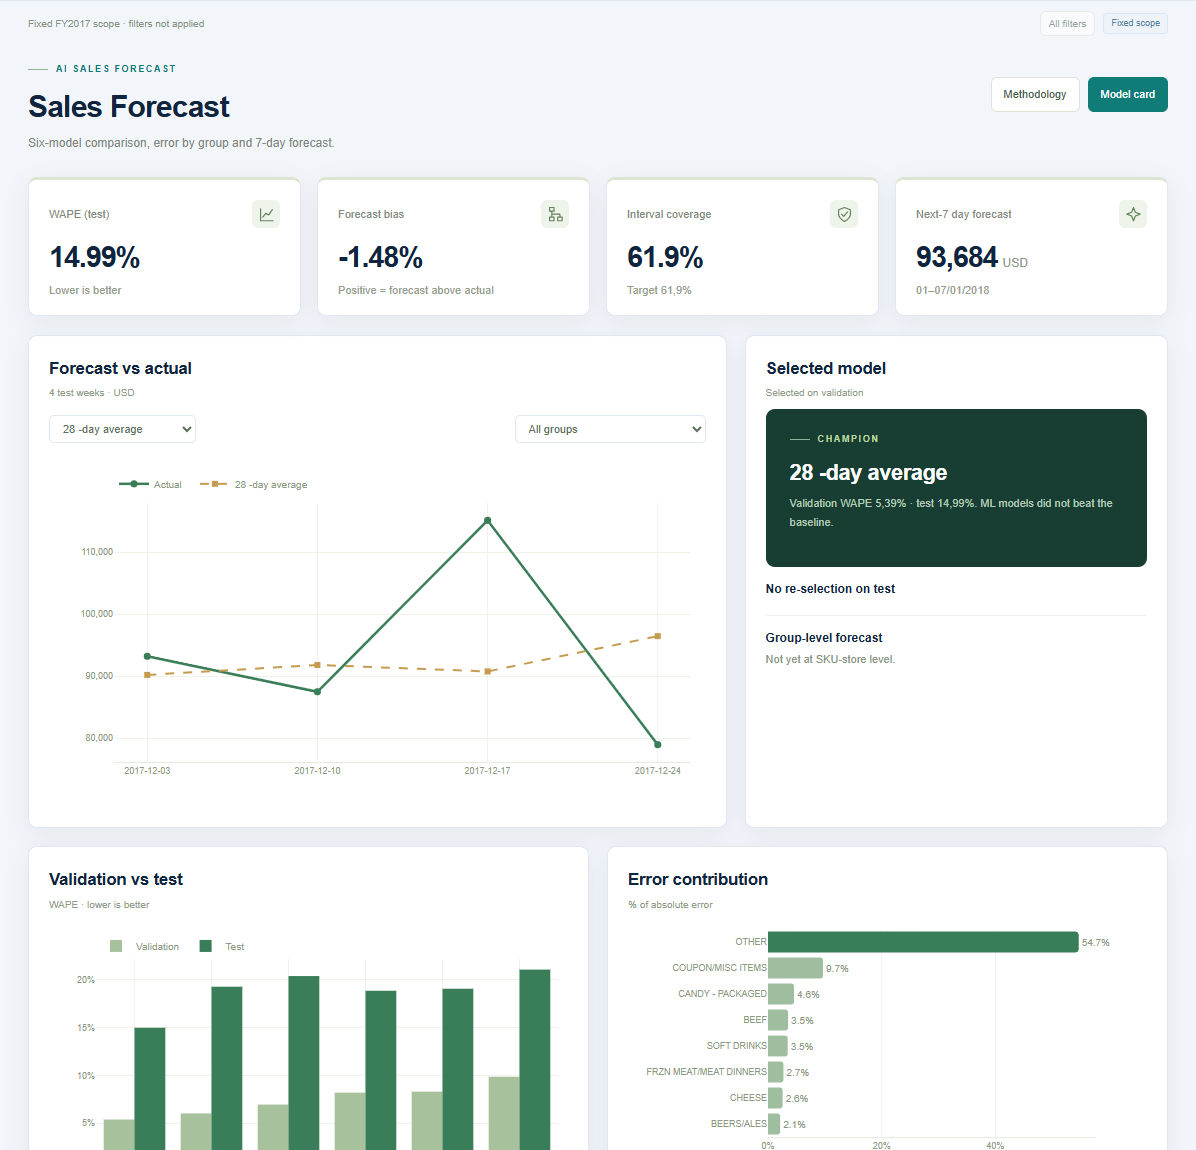 Fixed FY2017 scope · filters not applied
All filters
Fixed scope
AI SALES FORECAST
Sales Forecast
Six-model comparison, error by group and 7-day forecast.
Methodology
Model card
WAPE (test)
14.99%
Lower is better
Forecast bias
-1.48%
Positive = forecast above actual
Interval coverage
61.9%
Target 61,9%
Next-7 day forecast
93,684 USD
01–07/01/2018
Forecast vs actual
4 test weeks · USD
28 -day average
All groups
Actual
28 -day average
110,000
100,000
90,000
80,000
2017-12-03
2017-12-10
2017-12-17
2017-12-24
Selected model
Selected on validation
CHAMPION
28 -day average
Validation WAPE 5,39% · test 14,99%. ML models did not beat the
baseline.
No re-selection on test
Group-level forecast
Not yet at SKU-store level.
Validation vs test
WAPE · lower is better
Validation
Test
20%
15%
10%
5%
Error contribution
% of absolute error
OTHER
54.7%
COUPON/MISC ITEMS
9.7%
CANDY - PACKAGED
4.6%
BEEF
3.5%
SOFT DRINKS
3.5%
FRZN MEAT/MEAT DINNERS
2.7%
CHEESE
2.6%
BEERS/ALES
2.1%
0%
20%
40%